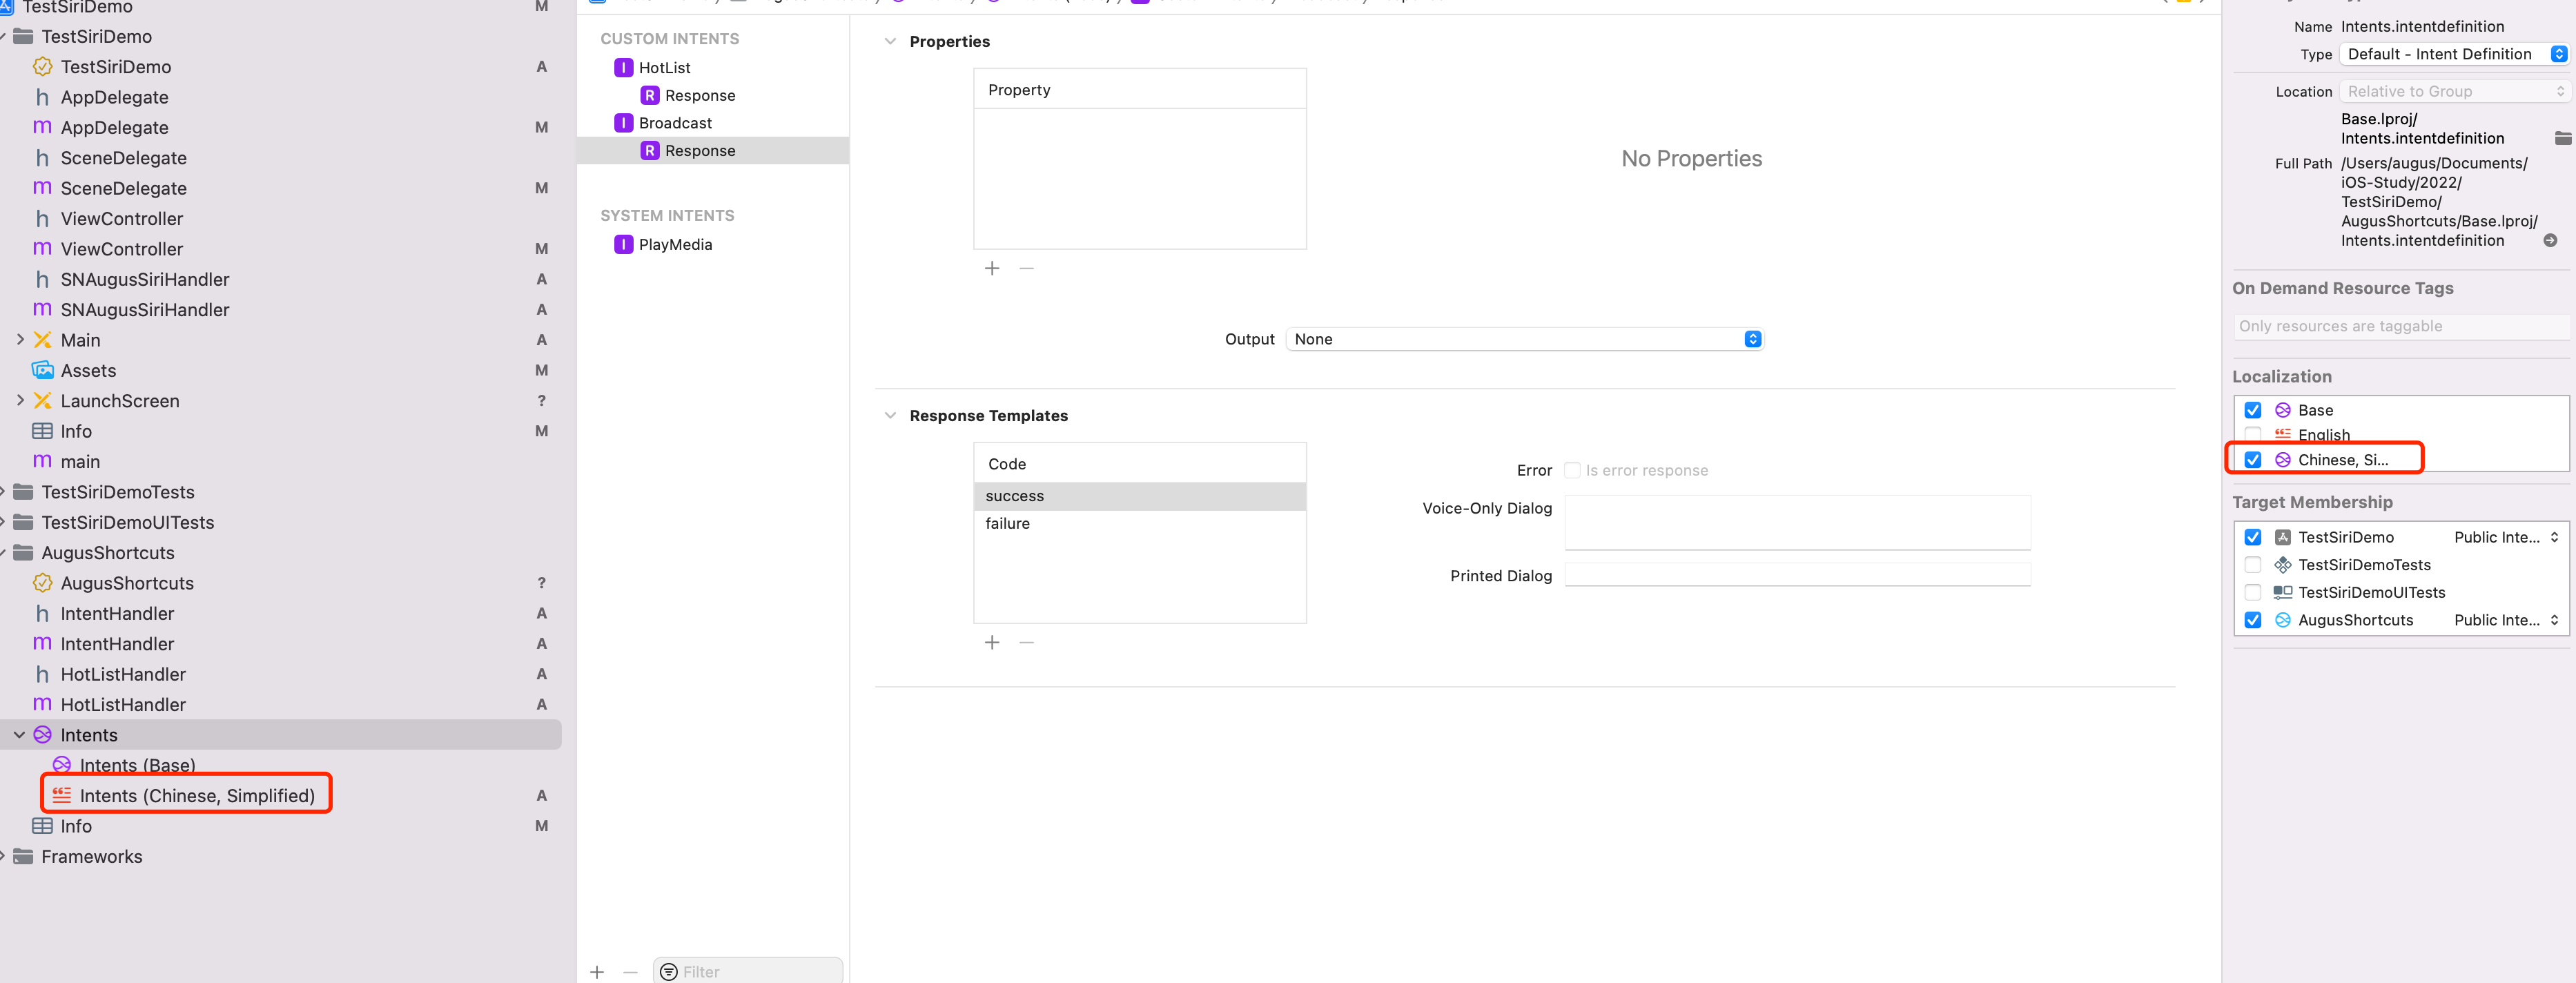 TestSiriDemo M
TestSiriDemo
TestSiriDemo A
h AppDelegate
m AppDelegate M
h SceneDelegate
m SceneDelegate M
h ViewController
m ViewController M
h SNAugusSiriHandler A
m SNAugusSiriHandler A
Main A
Assets M
LaunchScreen ?
Info M
m main
TestSiriDemoTests
TestSiriDemoUITests
AugusShortcuts
AugusShortcuts ?
h IntentHandler A
m IntentHandler A
h HotListHandler A
m HotListHandler A
Intents
Intents (Base)
Intents (Chinese, Simplified) A
Info M
Frameworks
CUSTOM INTENTS
I HotList
R Response
I Broadcast
R Response
SYSTEM INTENTS
I PlayMedia
Filter
Properties
Property
No Properties
Output None
Response Templates
Code
success
failure
Error Is error response
Voice-Only Dialog
Printed Dialog
Name Intents.intentdefinition
Type Default - Intent Definition
Location Relative to Group
Base.lproj/
Intents.intentdefinition
Full Path /Users/augus/Documents/
iOS-Study/2022/
TestSiriDemo/
AugusShortcuts/Base.lproj/
Intents.intentdefinition
On Demand Resource Tags
Only resources are taggable
Localization
Base
English
Chinese, Si...
Target Membership
TestSiriDemo Public Inte...
TestSiriDemoTests
TestSiriDemoUITests
AugusShortcuts Public Inte...